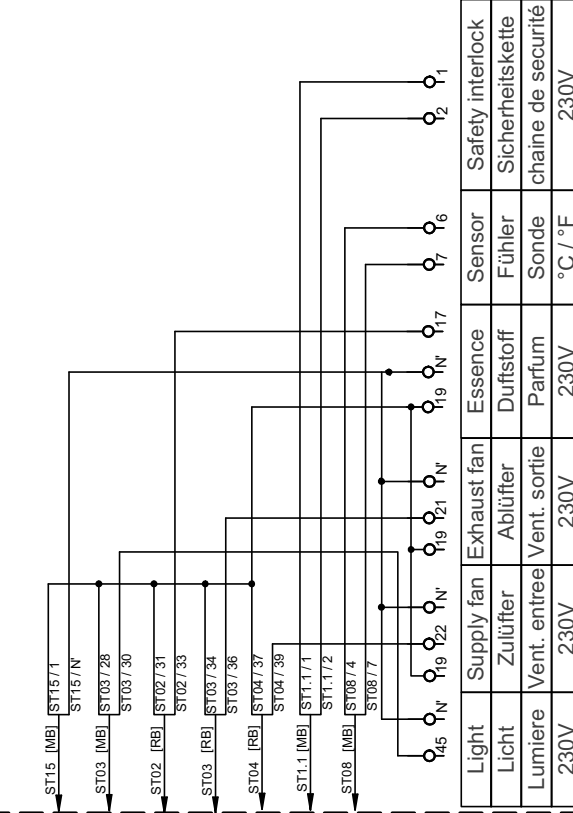 Safety interlock
Sicherheitskette
chaine de securité
230V
Sensor
Fühler
Sonde
°C / °F
Essence
Duftstoff
Parfum
230V
Exhaust fan
Ablüfter
Vent. sortie
230V
Supply fan
Zulüfter
Vent. entree
230V
Light
Licht
Lumiere
230V
1
2
6
7
17
N'
19
N'
21
19
N'
22
19
N'
45
ST15 / 1
ST15 / N'
ST03 / 28
ST03 / 30
ST02 / 31
ST02 / 33
ST03 / 34
ST03 / 36
ST04 / 37
ST04 / 39
ST1.1 / 1
ST1.1 / 2
ST08 / 4
ST08 / 7
ST15 [MB]
ST03 [MB]
ST02 [RB]
ST03 [RB]
ST04 [RB]
ST1.1 [MB]
ST08 [MB]